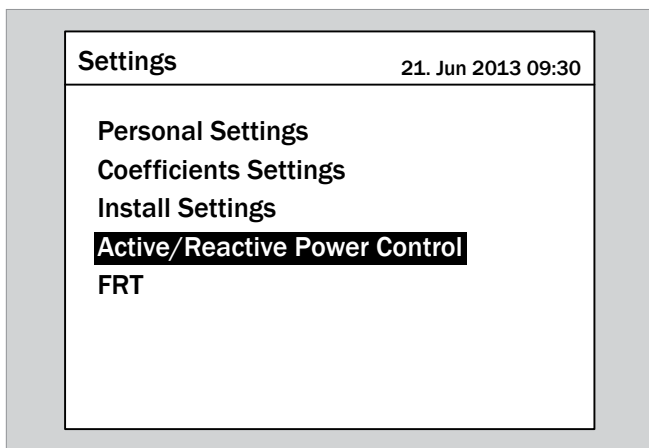 Settings
21. Jun 2013 09:30
Personal Settings
Coefficients Settings
Install Settings
Active/Reactive Power Control
FRT